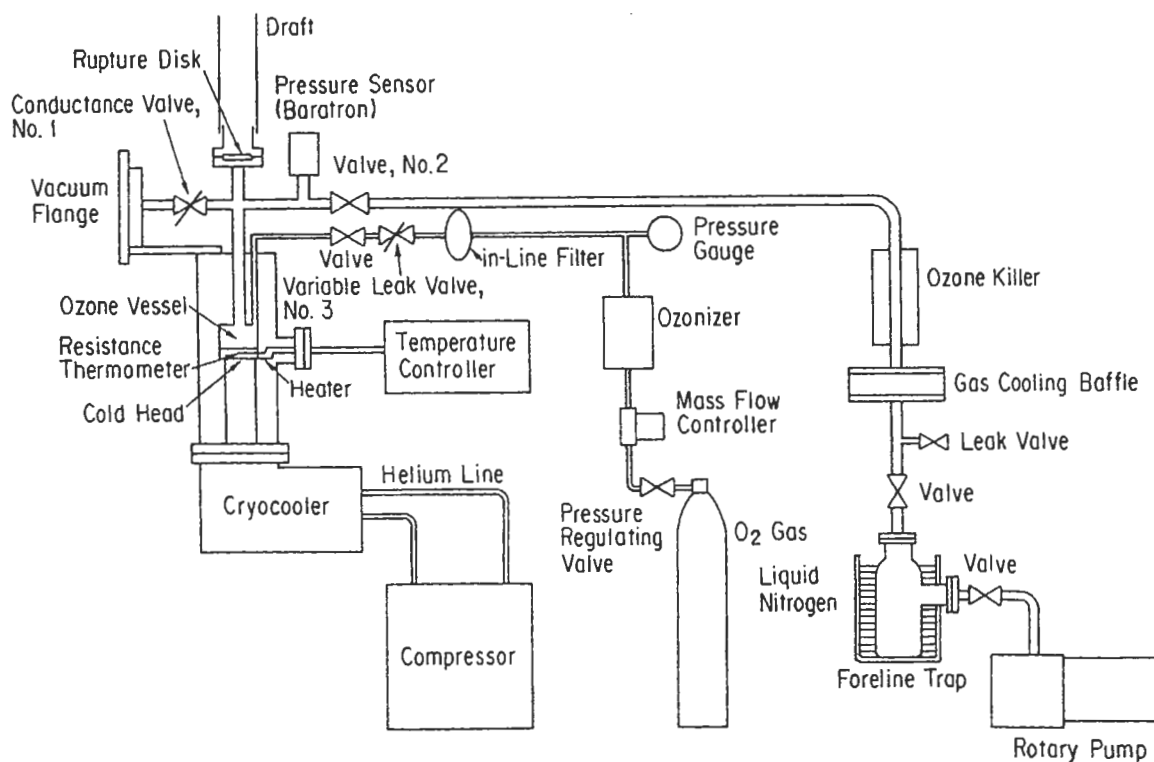 Draft
Rupture Disk
Pressure Sensor
(Baratron)
Conductance Valve,
No. 1
Valve, No. 2
Vacuum
Flange
Pressure
Gauge
Valve
in-Line Filter
Variable Leak Valve,
No. 3
Ozone Killer
Ozone Vessel
Ozonizer
Resistance
Thermometer
Temperature
Controller
Heater
Cold Head
Gas Cooling Baffle
Mass Flow
Controller
Leak Valve
Helium Line
Valve
Cryocooler
Pressure
Regulating
Valve
O2 Gas
Valve
Liquid
Nitrogen
Compressor
Foreline Trap
Rotary Pump